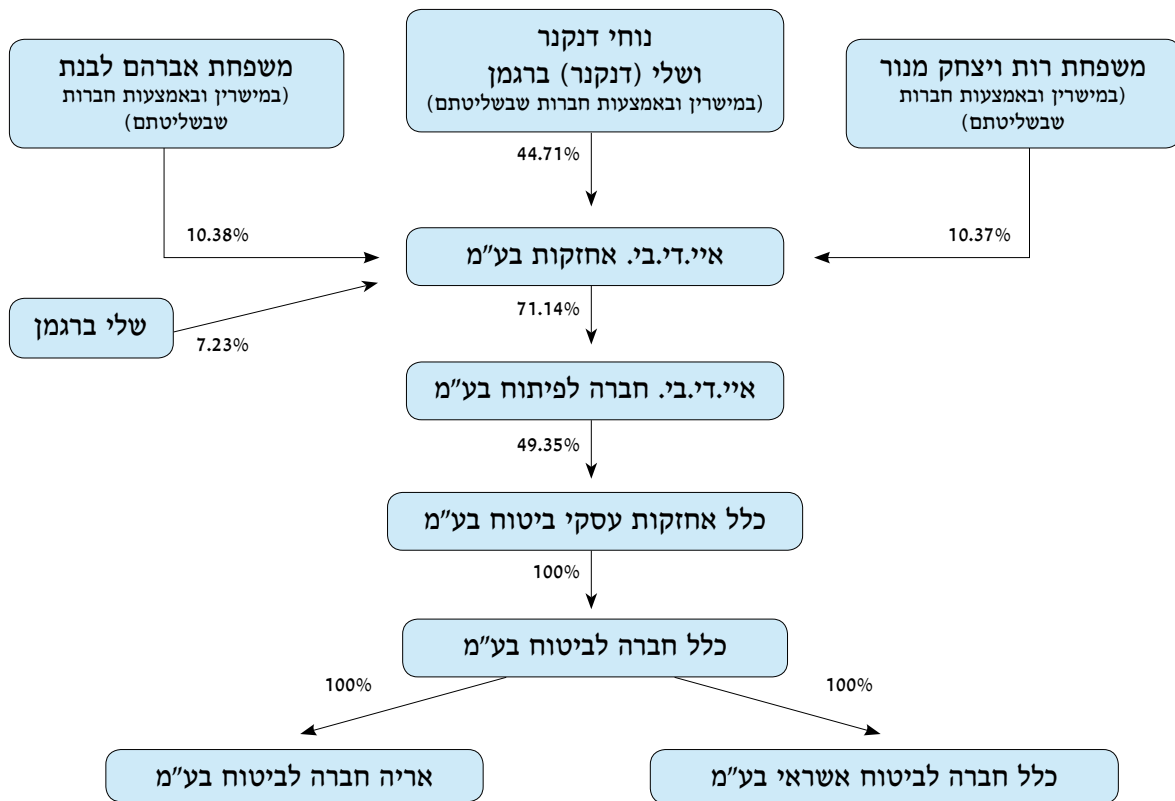 נוחי דנקנר
ושלי (דנקנר) ברגמן
(במישרין ובאמצעות חברות שבשליטתם)
משפחת רות ויצחק מנור
(במישרין ובאמצעות חברות
שבשליטתם)
משפחת אברהם לבנת
(במישרין ובאמצעות חברות
שבשליטתם)
44.71%
10.37%
10.38%
איי.די.בי. אחזקות בע"מ
שלי ברגמן
7.23%
71.14%
איי.די.בי. חברה לפיתוח בע"מ
49.35%
כלל אחזקות עסקי ביטוח בע"מ
100%
כלל חברה לביטוח בע"מ
100%
100%
כלל חברה לביטוח אשראי בע"מ
אריה חברה לביטוח בע"מ